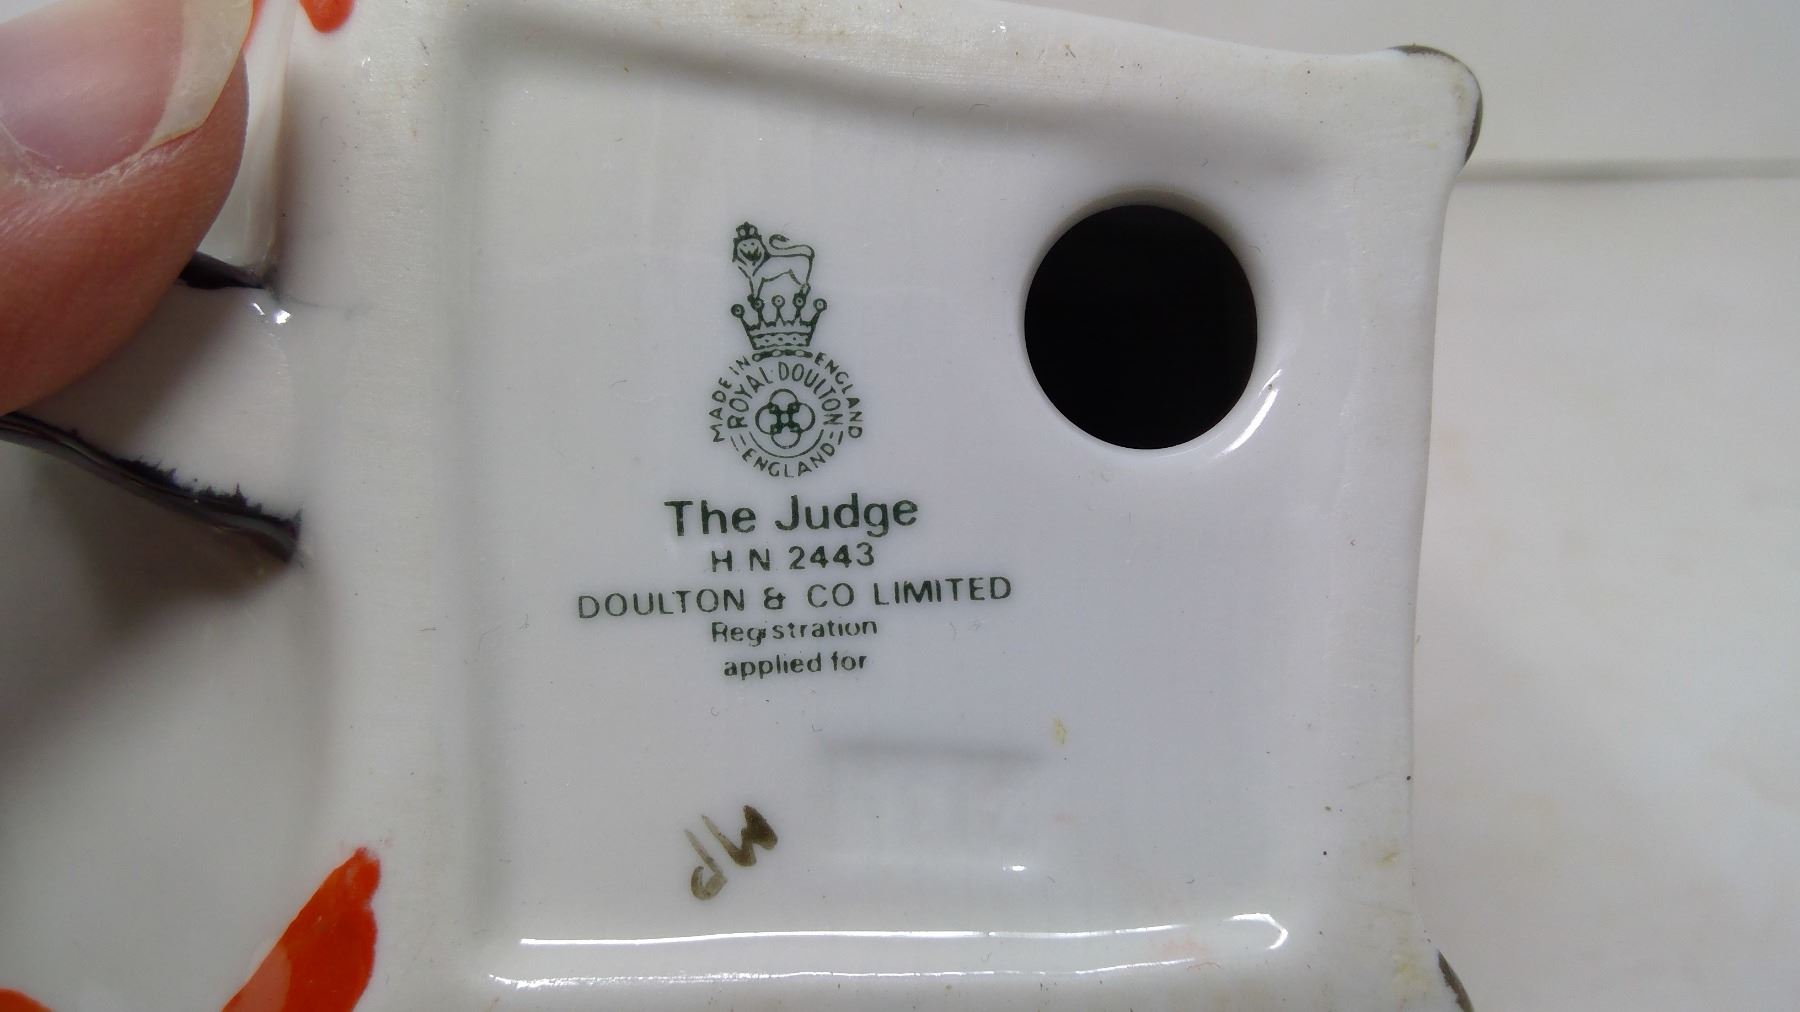 MADE IN ENGLAND
ROYAL DOULTON
ENGLAND
The Judge
H N 2443
DOULTON & CO LIMITED
Registration
applied for